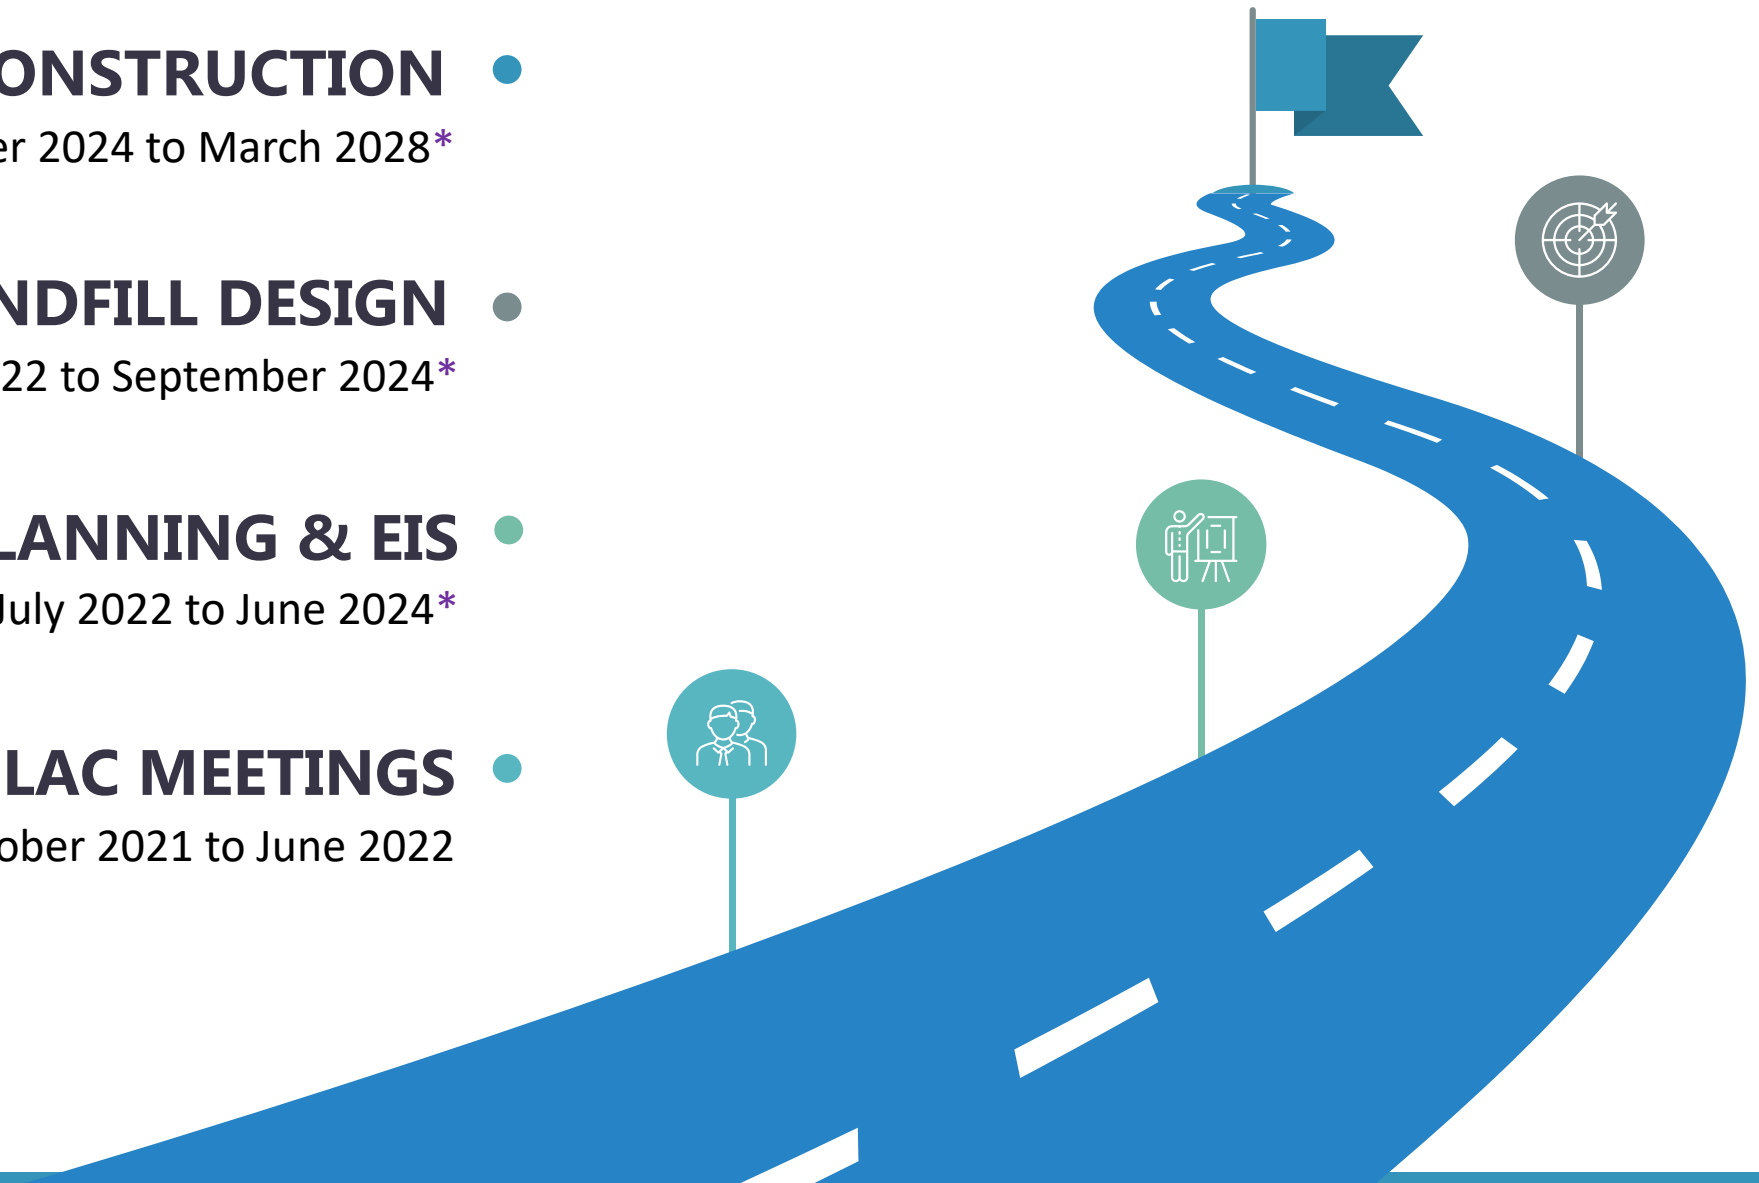 ONSTRUCTION
er 2024 to March 2028*
NDFILL DESIGN
22 to September 2024*
LANNING & EIS
July 2022 to June 2024*
LAC MEETINGS
ober 2021 to June 2022